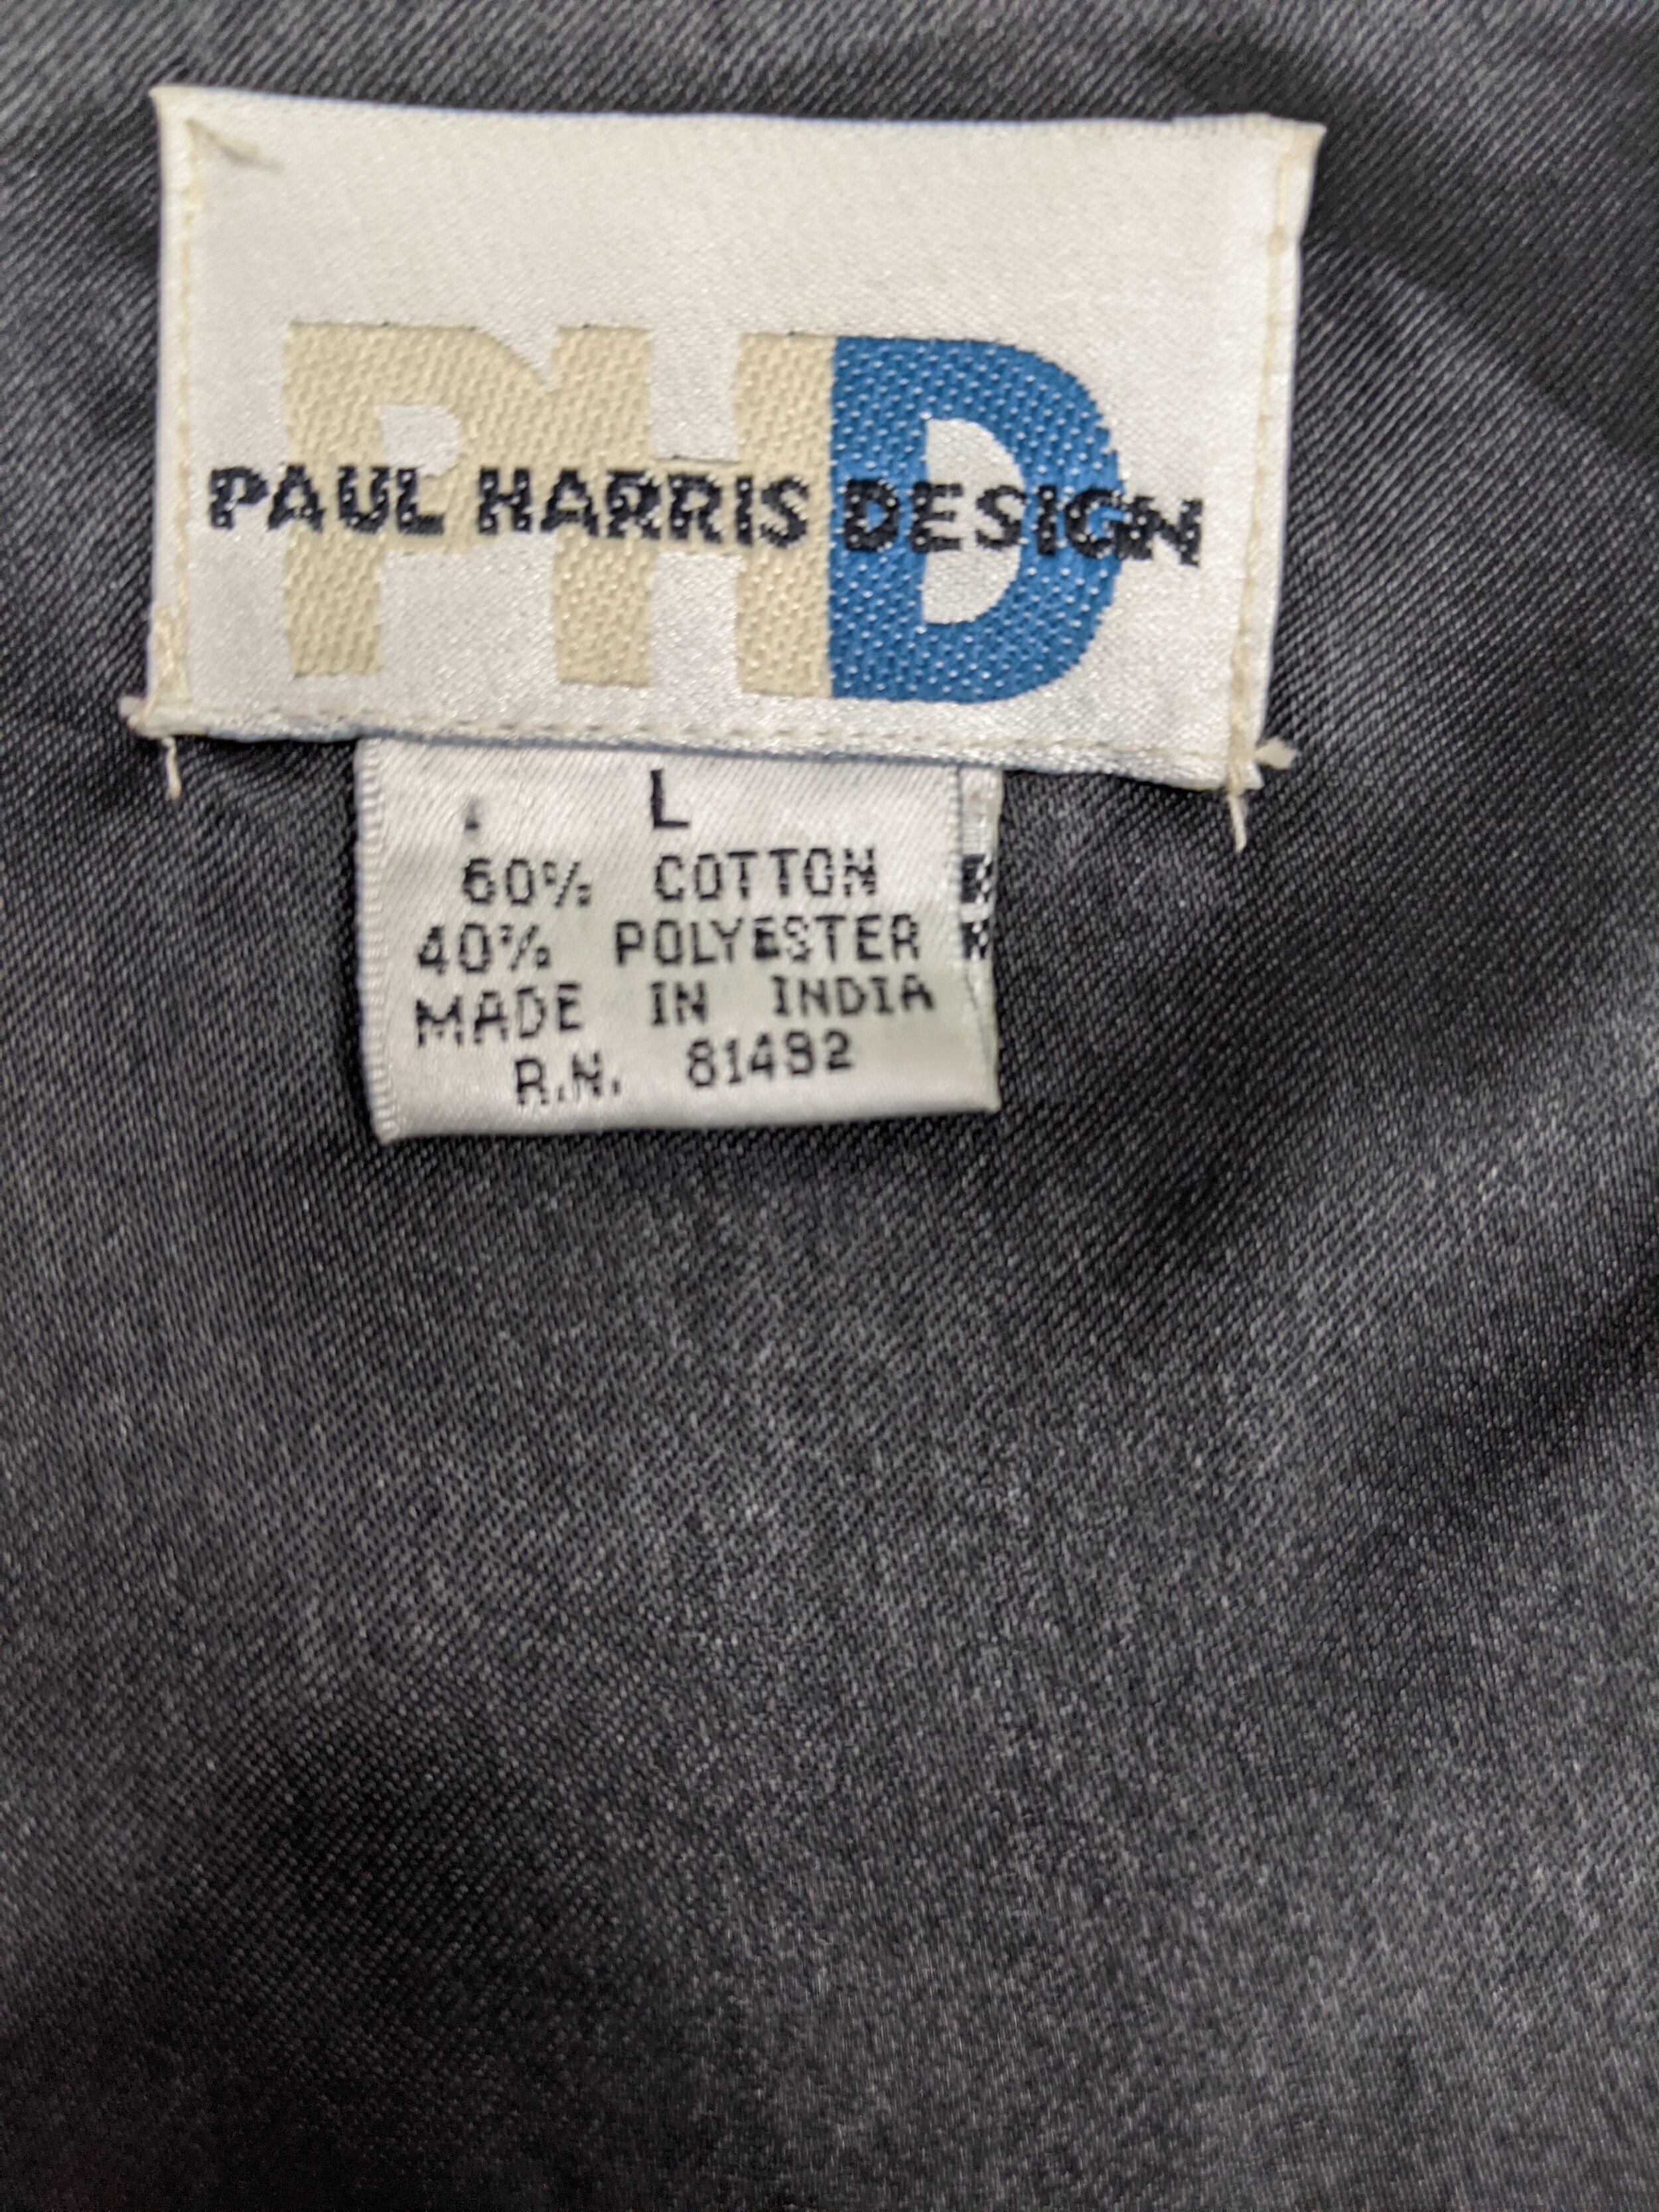 PHD
PAUL HARRIS DESIGN
L
60% COTTON
40% POLYESTER
MADE IN INDIA
R.N. 81492